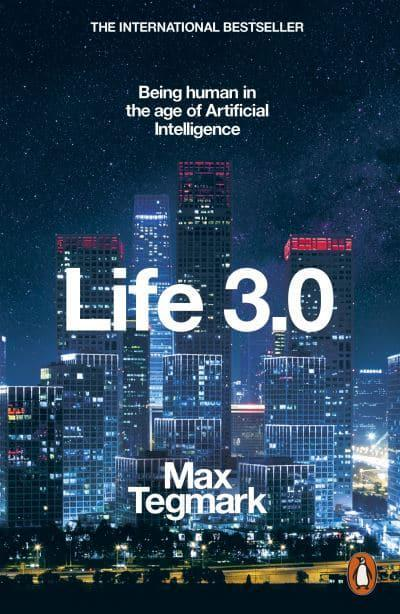 THE INTERNATIONAL BESTSELLER
Being human in
the age of Artificial
Intelligence
Life 3.0
Max
Tegmark